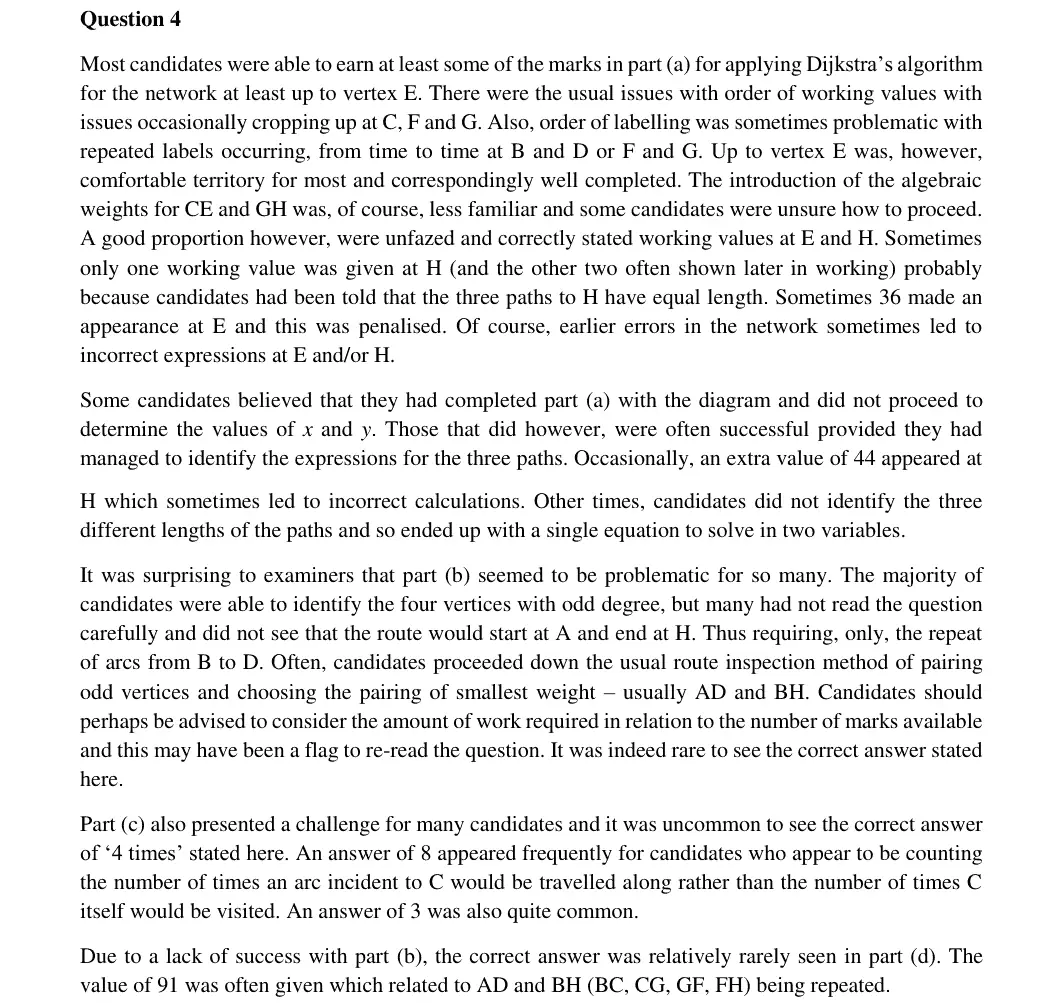 Question 4
Most candidates were able to earn at least some of the marks in part (a) for applying Dijkstra’s algorithm
for the network at least up to vertex E. There were the usual issues with order of working values with
issues occasionally cropping up at C, F and G. Also, order of labelling was sometimes problematic with
repeated labels occurring, from time to time at B and D or F and G. Up to vertex E was, however,
comfortable territory for most and correspondingly well completed. The introduction of the algebraic
weights for CE and GH was, of course, less familiar and some candidates were unsure how to proceed.
A good proportion however, were unfazed and correctly stated working values at E and H. Sometimes
only one working value was given at H (and the other two often shown later in working) probably
because candidates had been told that the three paths to H have equal length. Sometimes 36 made an
appearance at E and this was penalised. Of course, earlier errors in the network sometimes led to
incorrect expressions at E and/or H.
Some candidates believed that they had completed part (a) with the diagram and did not proceed to
determine the values of x and y. Those that did however, were often successful provided they had
managed to identify the expressions for the three paths. Occasionally, an extra value of 44 appeared at
H which sometimes led to incorrect calculations. Other times, candidates did not identify the three
different lengths of the paths and so ended up with a single equation to solve in two variables.
It was surprising to examiners that part (b) seemed to be problematic for so many. The majority of
candidates were able to identify the four vertices with odd degree, but many had not read the question
carefully and did not see that the route would start at A and end at H. Thus requiring, only, the repeat
of arcs from B to D. Often, candidates proceeded down the usual route inspection method of pairing
odd vertices and choosing the pairing of smallest weight – usually AD and BH. Candidates should
perhaps be advised to consider the amount of work required in relation to the number of marks available
and this may have been a flag to re-read the question. It was indeed rare to see the correct answer stated
here.
Part (c) also presented a challenge for many candidates and it was uncommon to see the correct answer
of ‘4 times’ stated here. An answer of 8 appeared frequently for candidates who appear to be counting
the number of times an arc incident to C would be travelled along rather than the number of times C
itself would be visited. An answer of 3 was also quite common.
Due to a lack of success with part (b), the correct answer was relatively rarely seen in part (d). The
value of 91 was often given which related to AD and BH (BC, CG, GF, FH) being repeated.